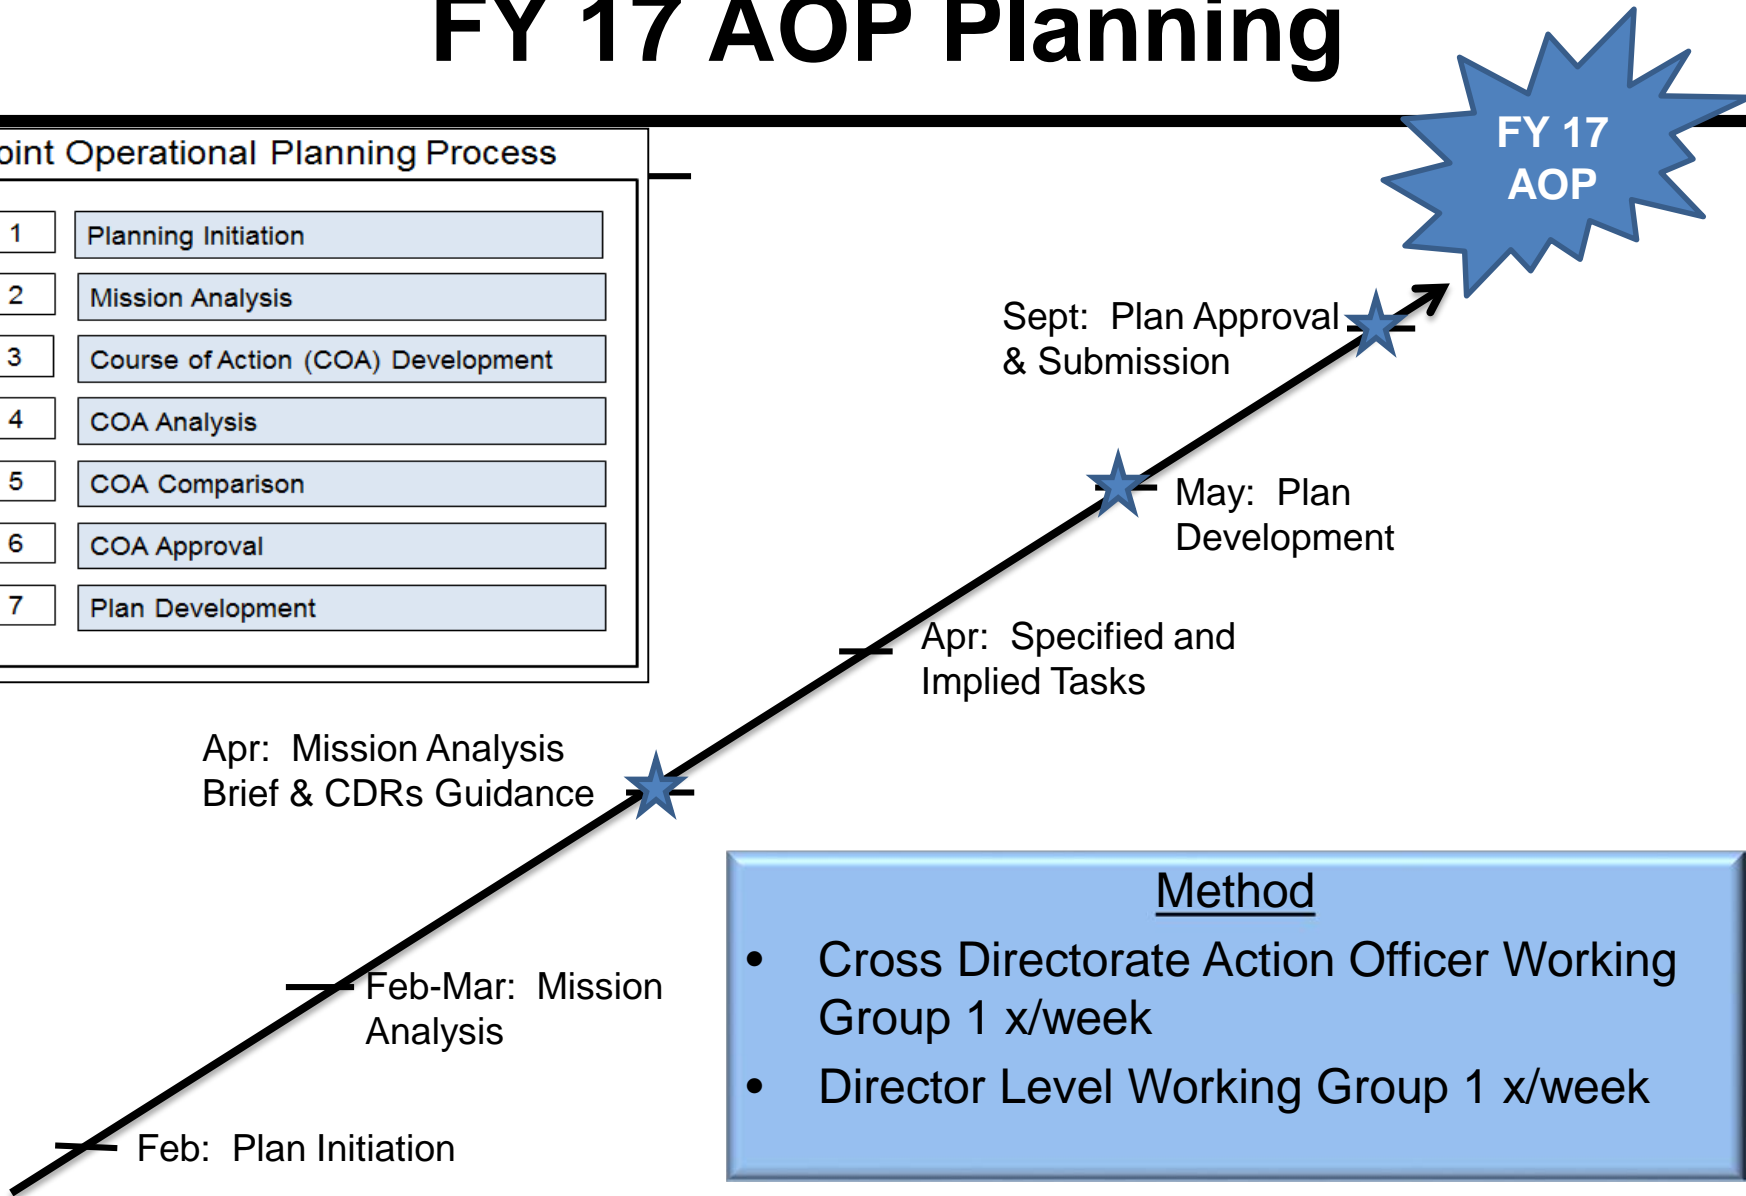 FY 17 AOP Planning
FY 17
AOP
oint Operational Planning Process
1 Planning Initiation
2 Mission Analysis
3 Course of Action (COA) Development
4 COA Analysis
5 COA Comparison
6 COA Approval
7 Plan Development
Sept: Plan Approval
& Submission
May: Plan
Development
Apr: Specified and
Implied Tasks
Apr: Mission Analysis
Brief & CDRs Guidance
Feb-Mar: Mission
Analysis
Feb: Plan Initiation
Method
• Cross Directorate Action Officer Working
Group 1 x/week
• Director Level Working Group 1 x/week